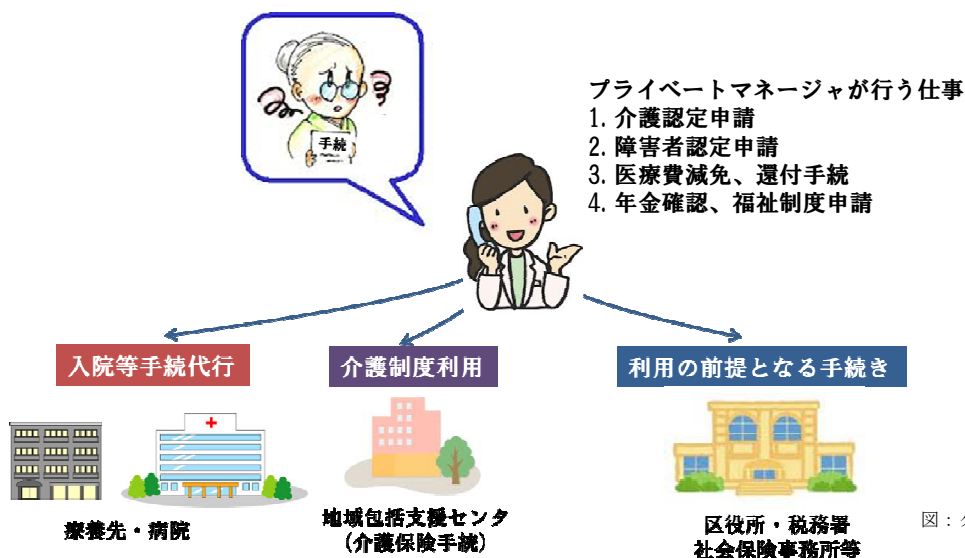 手続
プライベートマネージャが行う仕事
1. 介護認定申請
2. 障害者認定申請
3. 医療費減免、還付手続
4. 年金確認、福祉制度申請
入院等手続代行
介護制度利用
利用の前提となる手続き
療養先・病院
地域包括支援センタ
(介護保険手続)
区役所・税務署
社会保険事務所等
図：